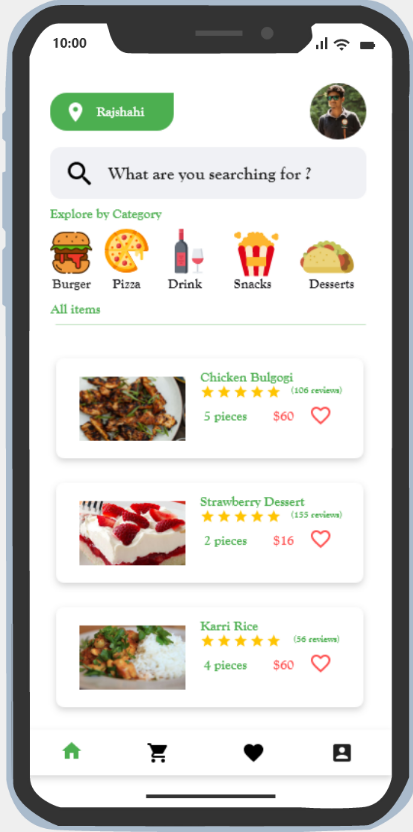 10:00
Rajshahi
What are you searching for ?
Explore by Category
Burger Pizza Drink Snacks Desserts
All items
Chicken Bulgogi
(106 reviews)
5 pieces $60
Strawberry Dessert
(135 reviews)
2 pieces $16
Karri Rice
(56 reviews)
4 pieces $60